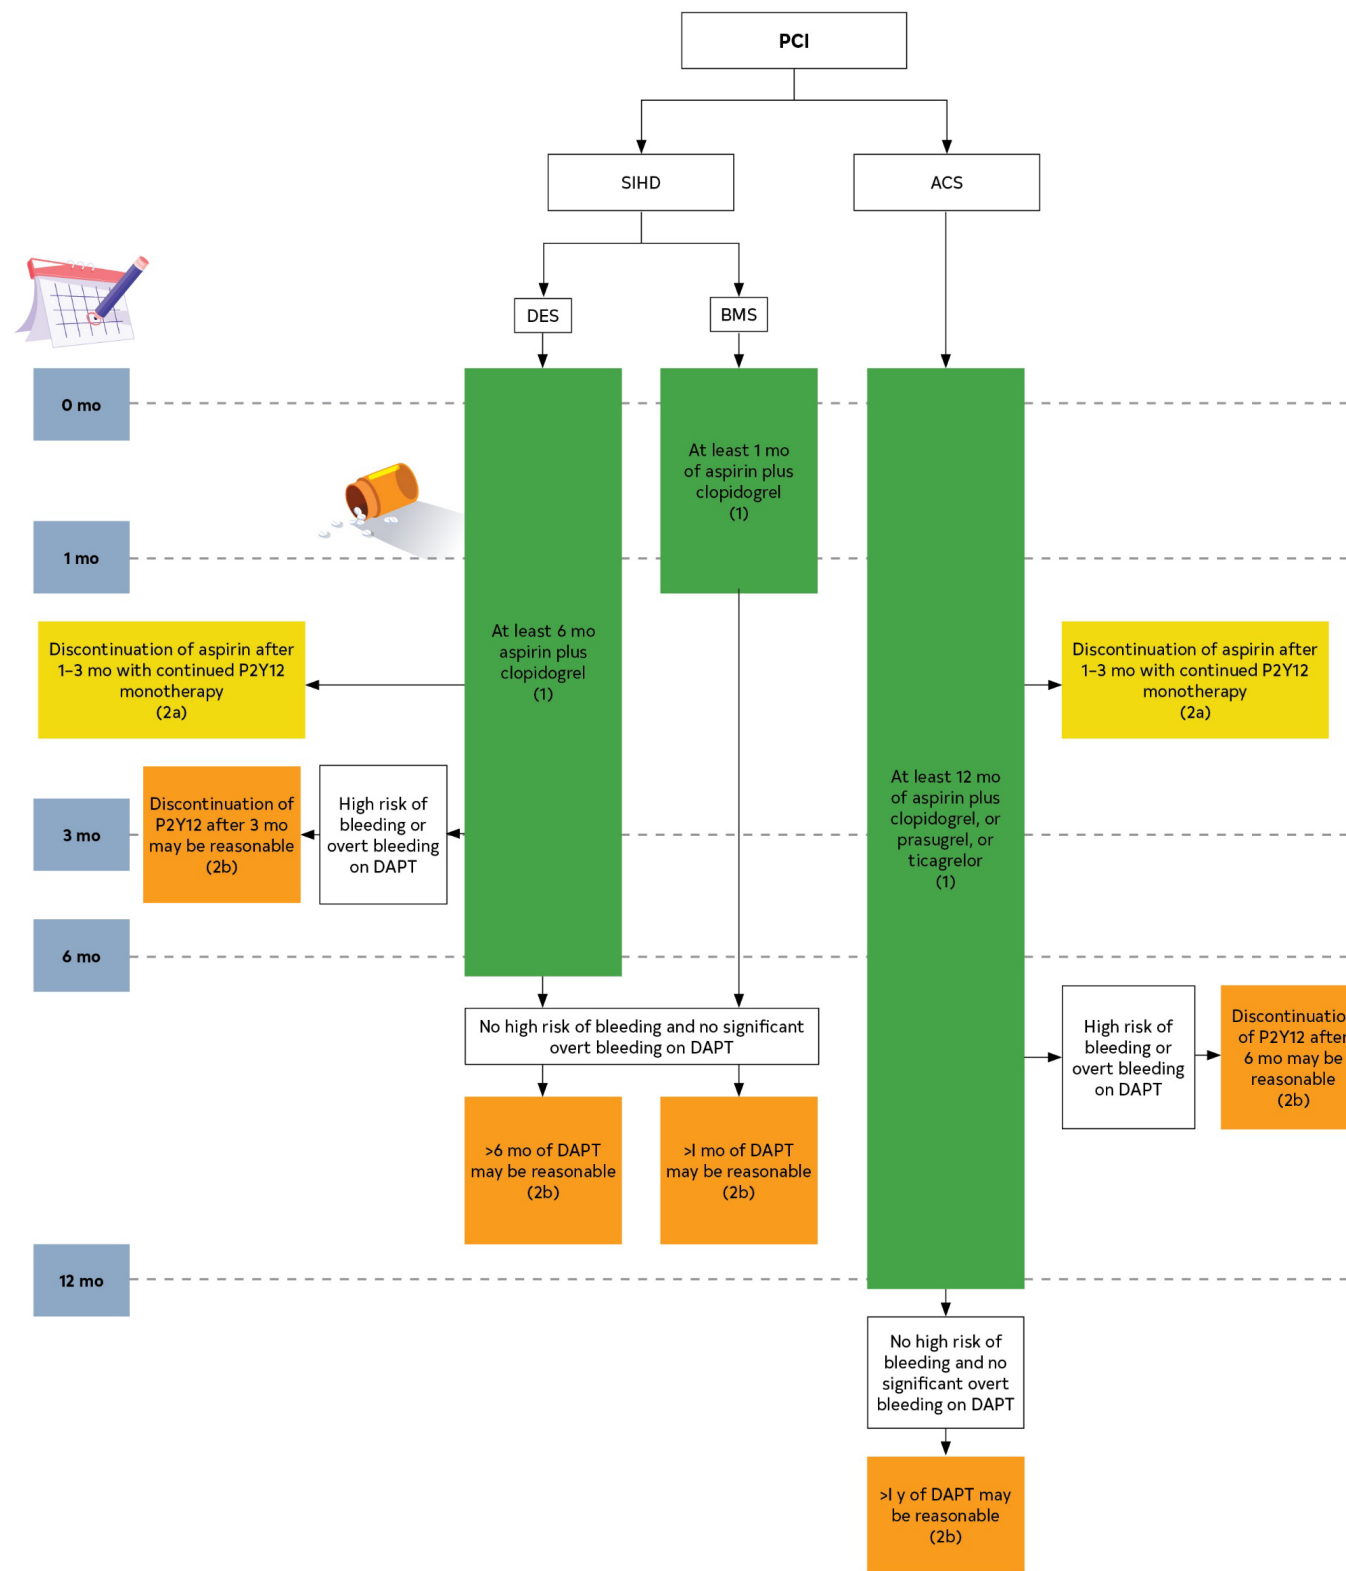 PCI
SIHD
ACS
DES
BMS
0 mo
At least 1 mo
of aspirin plus
clopidogrel
(1)
1 mo
At least 6 mo
aspirin plus
clopidogrel
(1)
Discontinuation of aspirin after
1–3 mo with continued P2Y12
monotherapy
(2a)
Discontinuation of aspirin after
1–3 mo with continued P2Y12
monotherapy
(2a)
3 mo
Discontinuation of
P2Y12 after 3 mo
may be reasonable
(2b)
High risk of
bleeding or
overt bleeding
on DAPT
At least 12 mo
of aspirin plus
clopidogrel, or
prasugrel, or
ticagrelor
(1)
6 mo
No high risk of bleeding and no significant
overt bleeding on DAPT
High risk of
bleeding or
overt bleeding
on DAPT
Discontinuation
of P2Y12 after
6 mo may be
reasonable
(2b)
>6 mo of DAPT
may be reasonable
(2b)
>I mo of DAPT
may be reasonable
(2b)
12 mo
No high risk of
bleeding and no
significant overt
bleeding on DAPT
>I y of DAPT may
be reasonable
(2b)